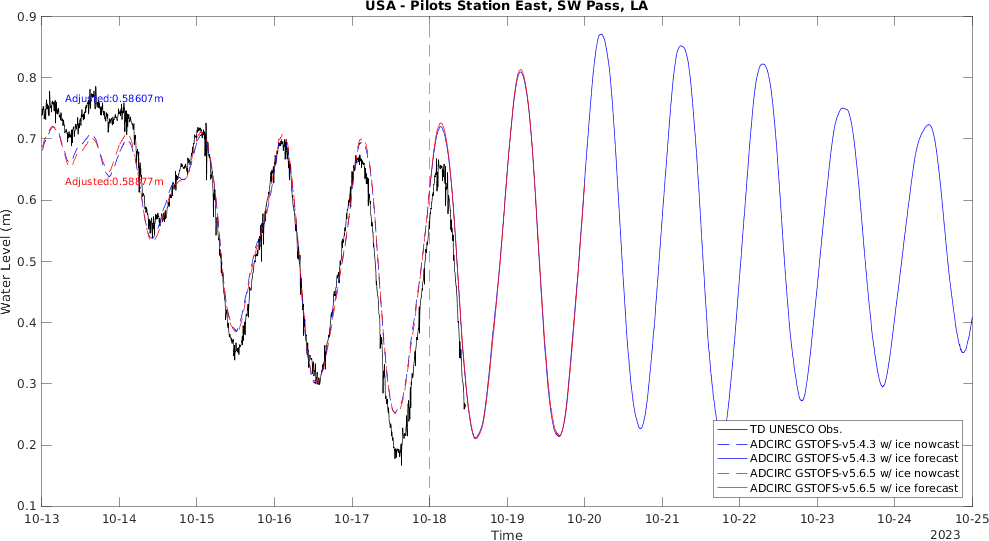 USA - Pilots Station East, SW Pass, LA
0.9
0.8
0.7
0.6
0.5
0.4
0.3
0.2
0.1
Water Level (m)
Adjusted:0.58607m
Adjusted:0.58877m
TD UNESCO Obs.
ADCIRC GSTOFS-v5.4.3 w/ ice nowcast
ADCIRC GSTOFS-v5.4.3 w/ ice forecast
ADCIRC GSTOFS-v5.6.5 w/ ice nowcast
ADCIRC GSTOFS-v5.6.5 w/ ice forecast
10-13 10-14 10-15 10-16 10-17 10-18 10-19 10-20 10-21 10-22 10-23 10-24 10-25
Time
2023